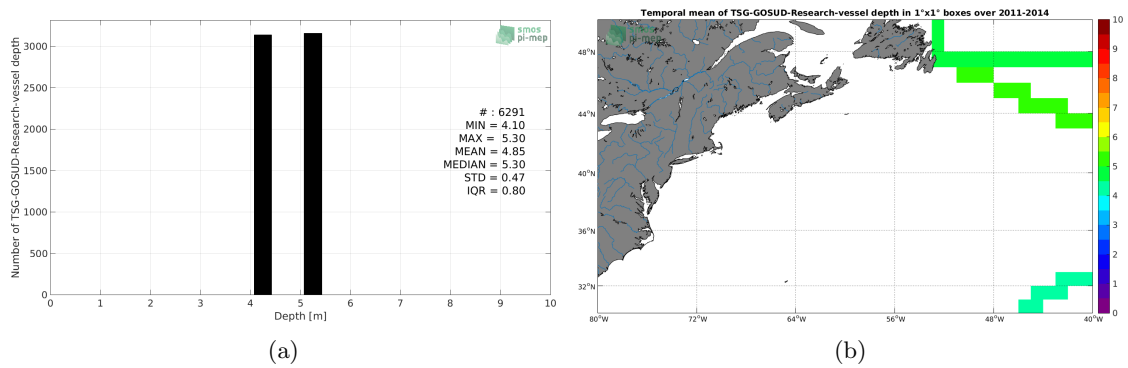 smos
pi-mep
Number of TSG-GOSUD-Research-vessel depth
3000
2500
2000
1500
1000
500
0
# : 6291
MIN = 4.10
MAX = 5.30
MEAN = 4.85
MEDIAN = 5.30
STD = 0.47
IQR = 0.80
0 1 2 3 4 5 6 7 8 9 10
Depth [m]
(a)
Temporal mean of TSG-GOSUD-Research-vessel depth in 1°x1° boxes over 2011-2014
smos
pi-mep
48°N
44°N
40°N
36°N
32°N
80°W 72°W 64°W 56°W 48°W 40°W
10
9
8
7
6
5
4
3
2
1
0
(b)